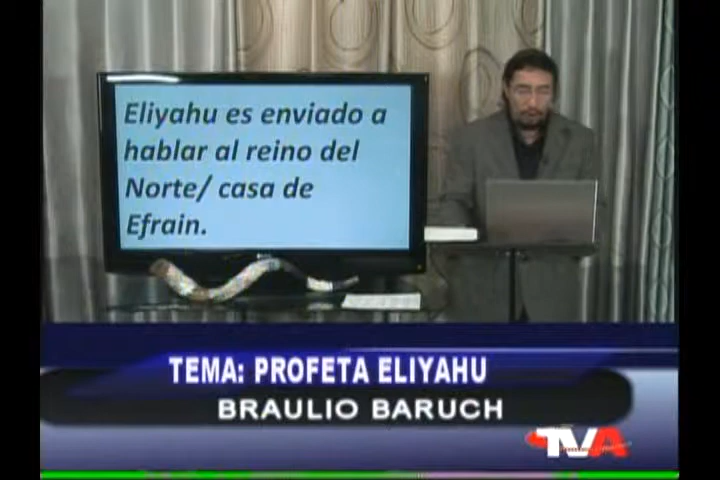 Eliyahu es enviado a
hablar al reino del
Norte/ casa de
Efrain.
TEMA: PROFETA ELIYAHU
BRAULIO BARUCH
TVA